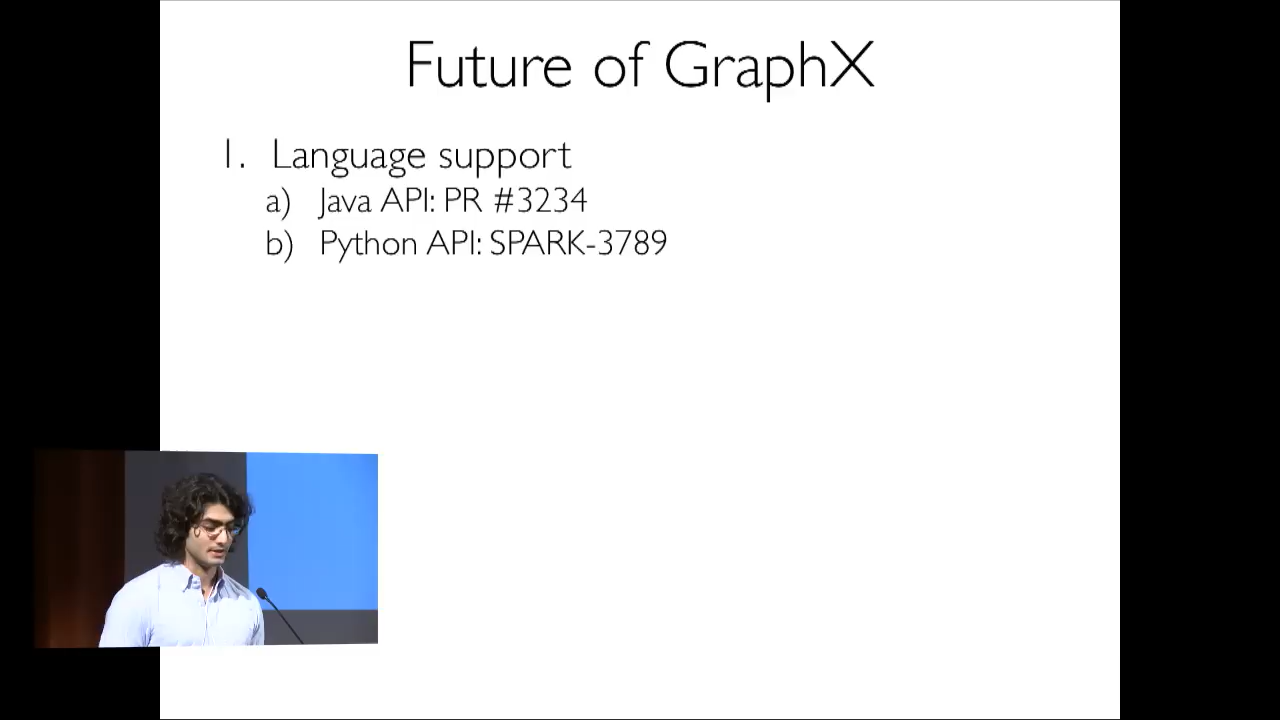 Future of GraphX
1. Language support
a) Java API: PR #3234
b) Python API: SPARK-3789